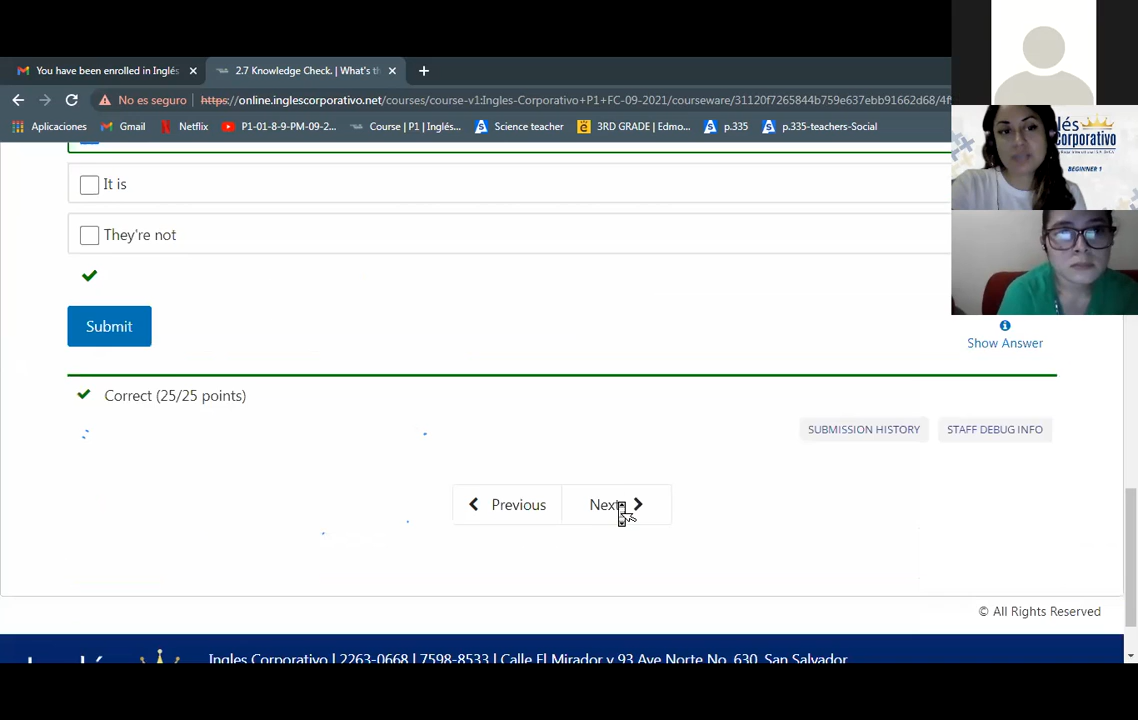 You have been enrolled in Inglés
2.7 Knowledge Check. | What's th
No es seguro
https://online.inglescorporativo.net/courses/course-v1:Ingles-Corporativo+P1+FC-09-2021/courseware/31120f7265844b759e637ebb91662d68/4f
Aplicaciones
Gmail
Netflix
P1-01-8-9-PM-09-2...
Course | P1 | Inglés...
Science teacher
3RD GRADE | Edmo...
p.335
p.335-teachers-Social
glés
Corporativo
BEGINNER 1
It is
They're not
Submit
Show Answer
Correct (25/25 points)
SUBMISSION HISTORY
STAFF DEBUG INFO
Previous
Next
© All Rights Reserved
Ingles Corporativo | 2263-0668 | 7598-8533 | Calle El Mirador y 93 Ave Norte No. 630, San Salvador